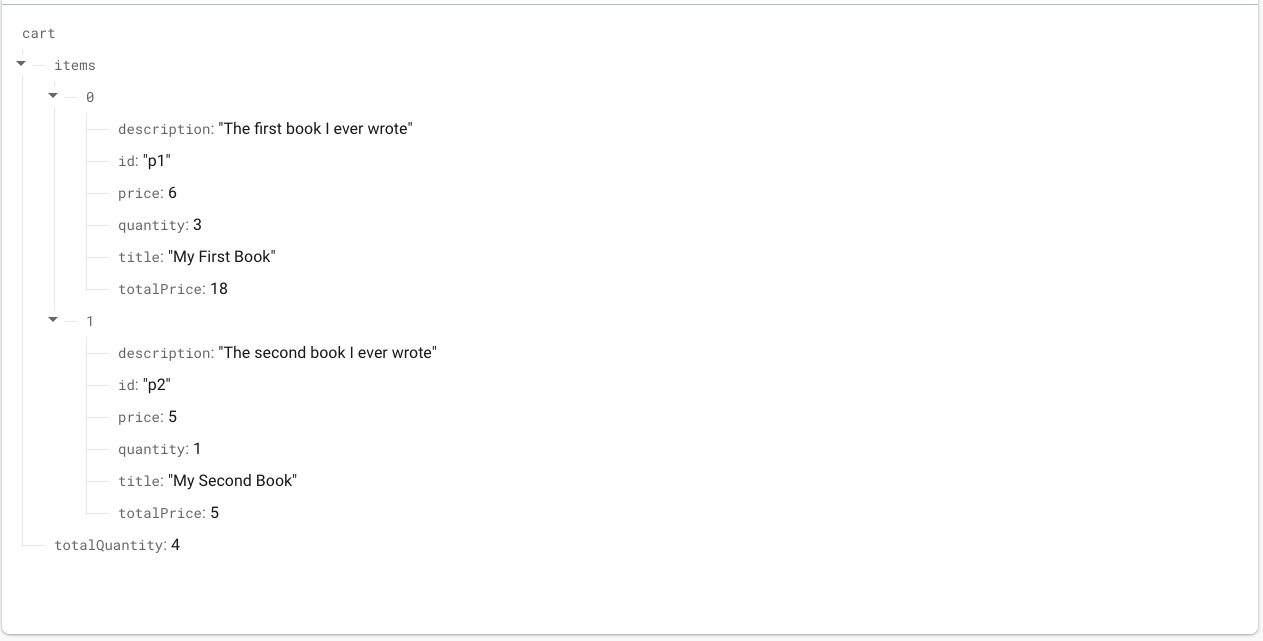 cart
items
0
description: "The first book I ever wrote"
id: "p1"
price: 6
quantity: 3
title: "My First Book"
totalPrice: 18
1
description: "The second book I ever wrote"
id: "p2"
price: 5
quantity: 1
title: "My Second Book"
totalPrice: 5
totalQuantity: 4